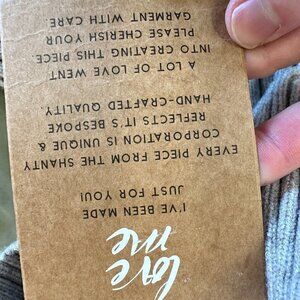 love
me
I'VE BEEN MADE
JUST FOR YOU!
EVERY PIECE FROM THE SHANTY
CORPORATION IS UNIQUE &
REFLECTS IT'S BESPOKE
HAND-CRAFTED QUALITY
A LOT OF LOVE WENT
INTO CREATING THIS PIECE
PLEASE CHERISH YOUR
GARMENT WITH CARE